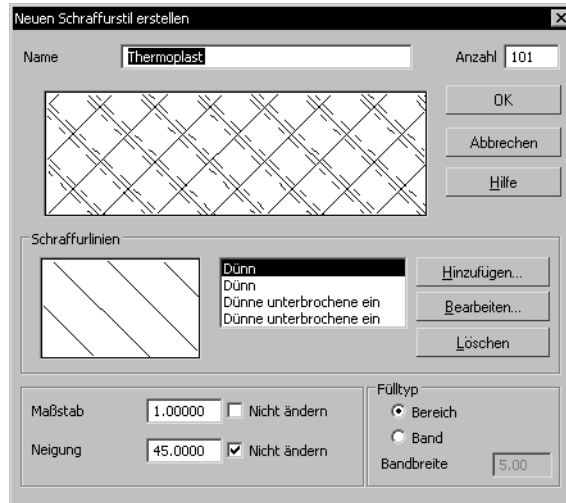 Neuen Schraffurstil erstellen
Name Thermoplast Anzahl 101
OK
Abbrechen
Hilfe
Schraffurlinien
Dünn
Dünn
Dünne unterbrochene ein
Dünne unterbrochene ein
Hinzufügen...
Bearbeiten...
Löschen
Maßstab 1.00000 Nicht ändern
Neigung 45.0000 Nicht ändern
Fülltyp
Bereich
Band
Bandbreite 5.00